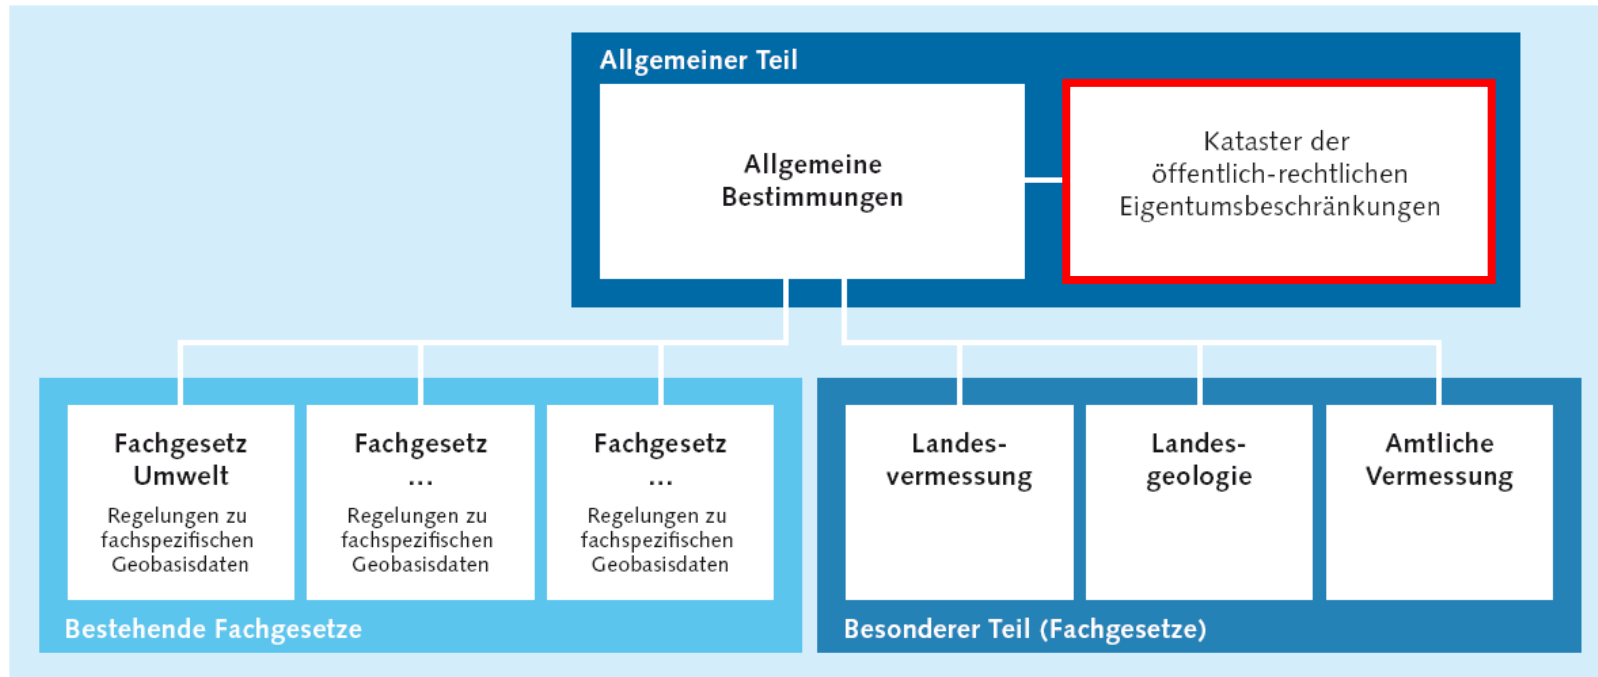 Allgemeiner Teil
Allgemeine
Bestimmungen
Kataster der
öffentlich-rechtlichen
Eigentumsbeschränkungen
Fachgesetz
Umwelt
Regelungen zu
fachspezifischen
Geobasisdaten
Fachgesetz
...
Regelungen zu
fachspezifischen
Geobasisdaten
Fachgesetz
...
Regelungen zu
fachspezifischen
Geobasisdaten
Bestehende Fachgesetze
Landes-
vermessung
Landes-
geologie
Amtliche
Vermessung
Besonderer Teil (Fachgesetze)